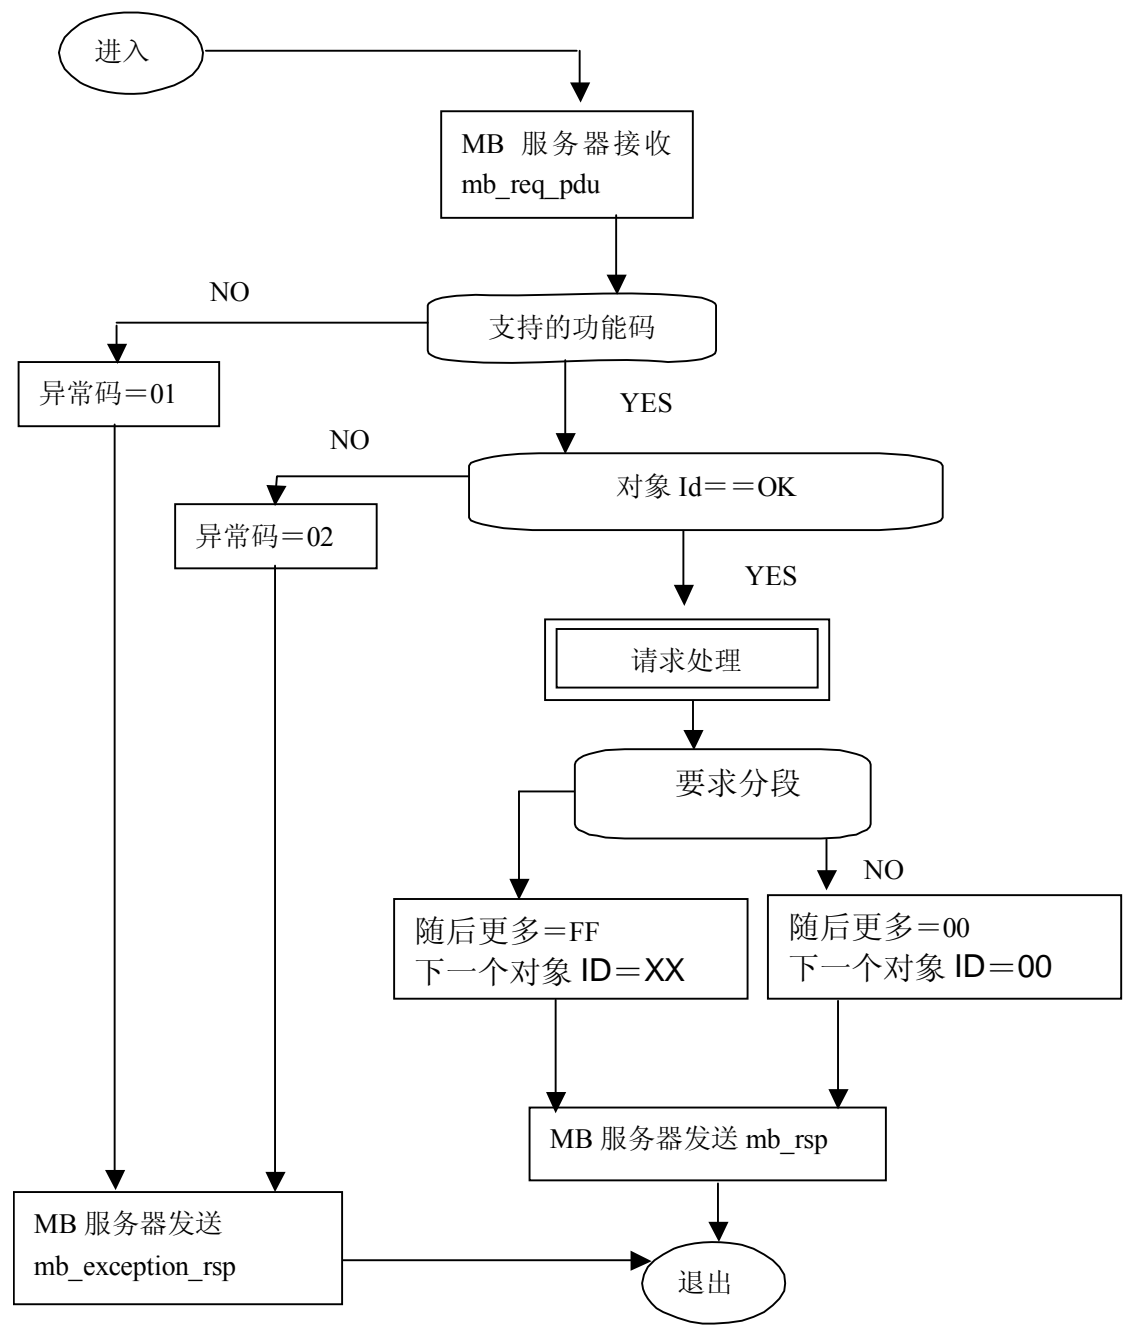 进入
MB 服务器接收
mb_req_pdu
NO
支持的功能码
异常码＝01
YES
NO
对象 Id＝＝OK
异常码＝02
YES
请求处理
要求分段
NO
随后更多＝FF
下一个对象 ID＝XX
随后更多＝00
下一个对象 ID＝00
MB 服务器发送 mb_rsp
MB 服务器发送
mb_exception_rsp
退出